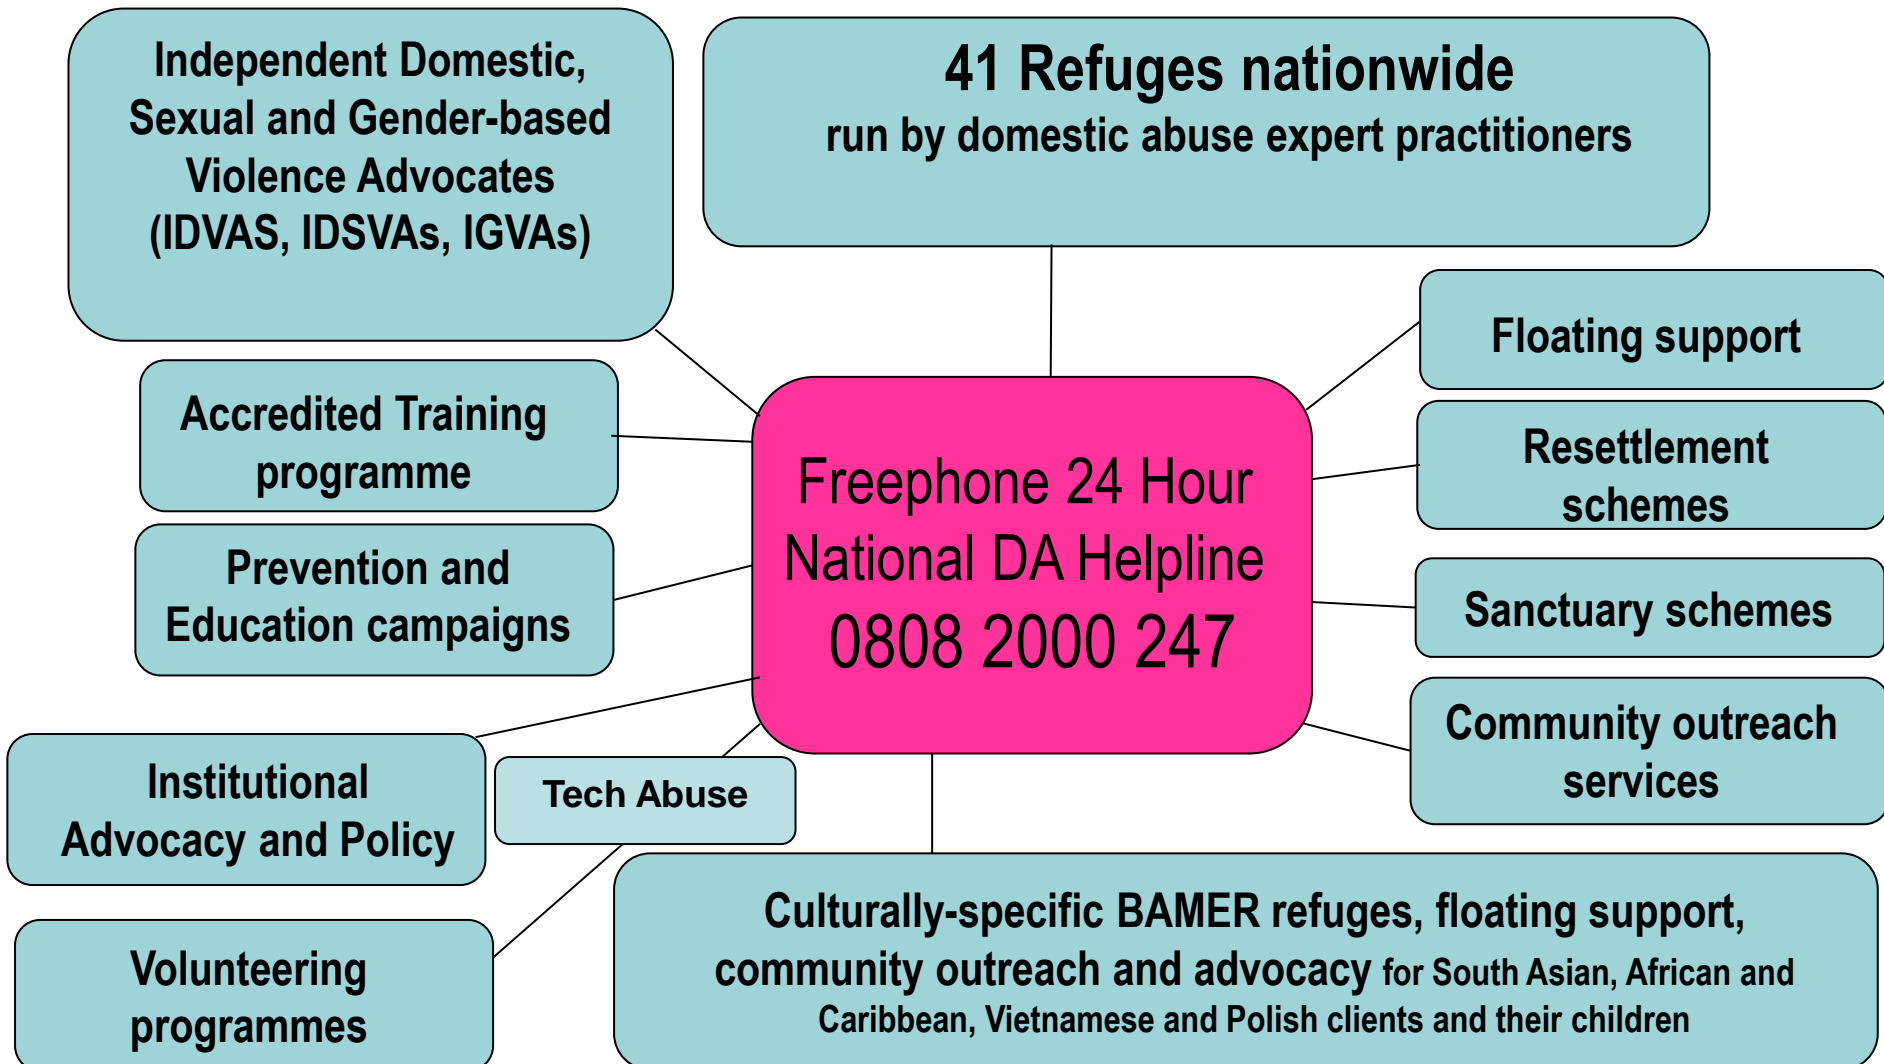 Independent Domestic,
Sexual and Gender-based
Violence Advocates
(IDVAS, IDSVAs, IGVAs)
41 Refuges nationwide
run by domestic abuse expert practitioners
Floating support
Accredited Training
programme
Resettlement
schemes
Freephone 24 Hour
National DA Helpline
0808 2000 247
Prevention and
Education campaigns
Sanctuary schemes
Community outreach
services
Institutional
Advocacy and Policy
Tech Abuse
Volunteering
programmes
Culturally-specific BAMER refuges, floating support,
community outreach and advocacy for South Asian, African and
Caribbean, Vietnamese and Polish clients and their children